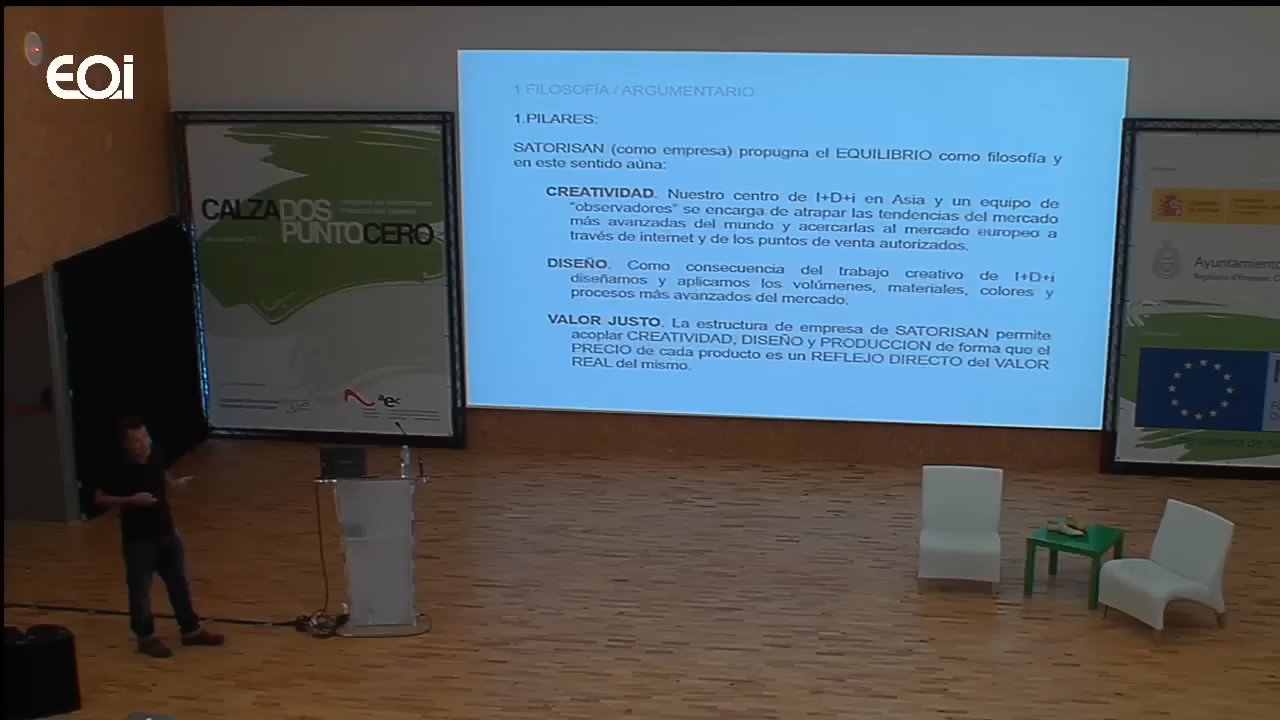 EOi
1 FILOSOFÍA / ARGUMENTARIO
1.PILARES:
SATORISAN (como empresa) propugna el EQUILIBRIO como filosofía y
en este sentido aúna:
CREATIVIDAD. Nuestro centro de I+D+i en Asia y un equipo de
"observadores" se encarga de atrapar las tendencias del mercado
más avanzadas del mundo y acercarlas al mercado europeo a
través de internet y de los puntos de venta autorizados.
DISEÑO. Como consecuencia del trabajo creativo de I+D+i
diseñamos y aplicamos los volúmenes, materiales, colores y
procesos más avanzados del mercado.
VALOR JUSTO. La estructura de empresa de SATORISAN permite
acoplar CREATIVIDAD, DISEÑO y PRODUCCION de forma que el
PRECIO de cada producto es un REFLEJO DIRECTO del VALOR
REAL del mismo.
CALZADOS
PUNTOCERO
aec
Ayuntamiento